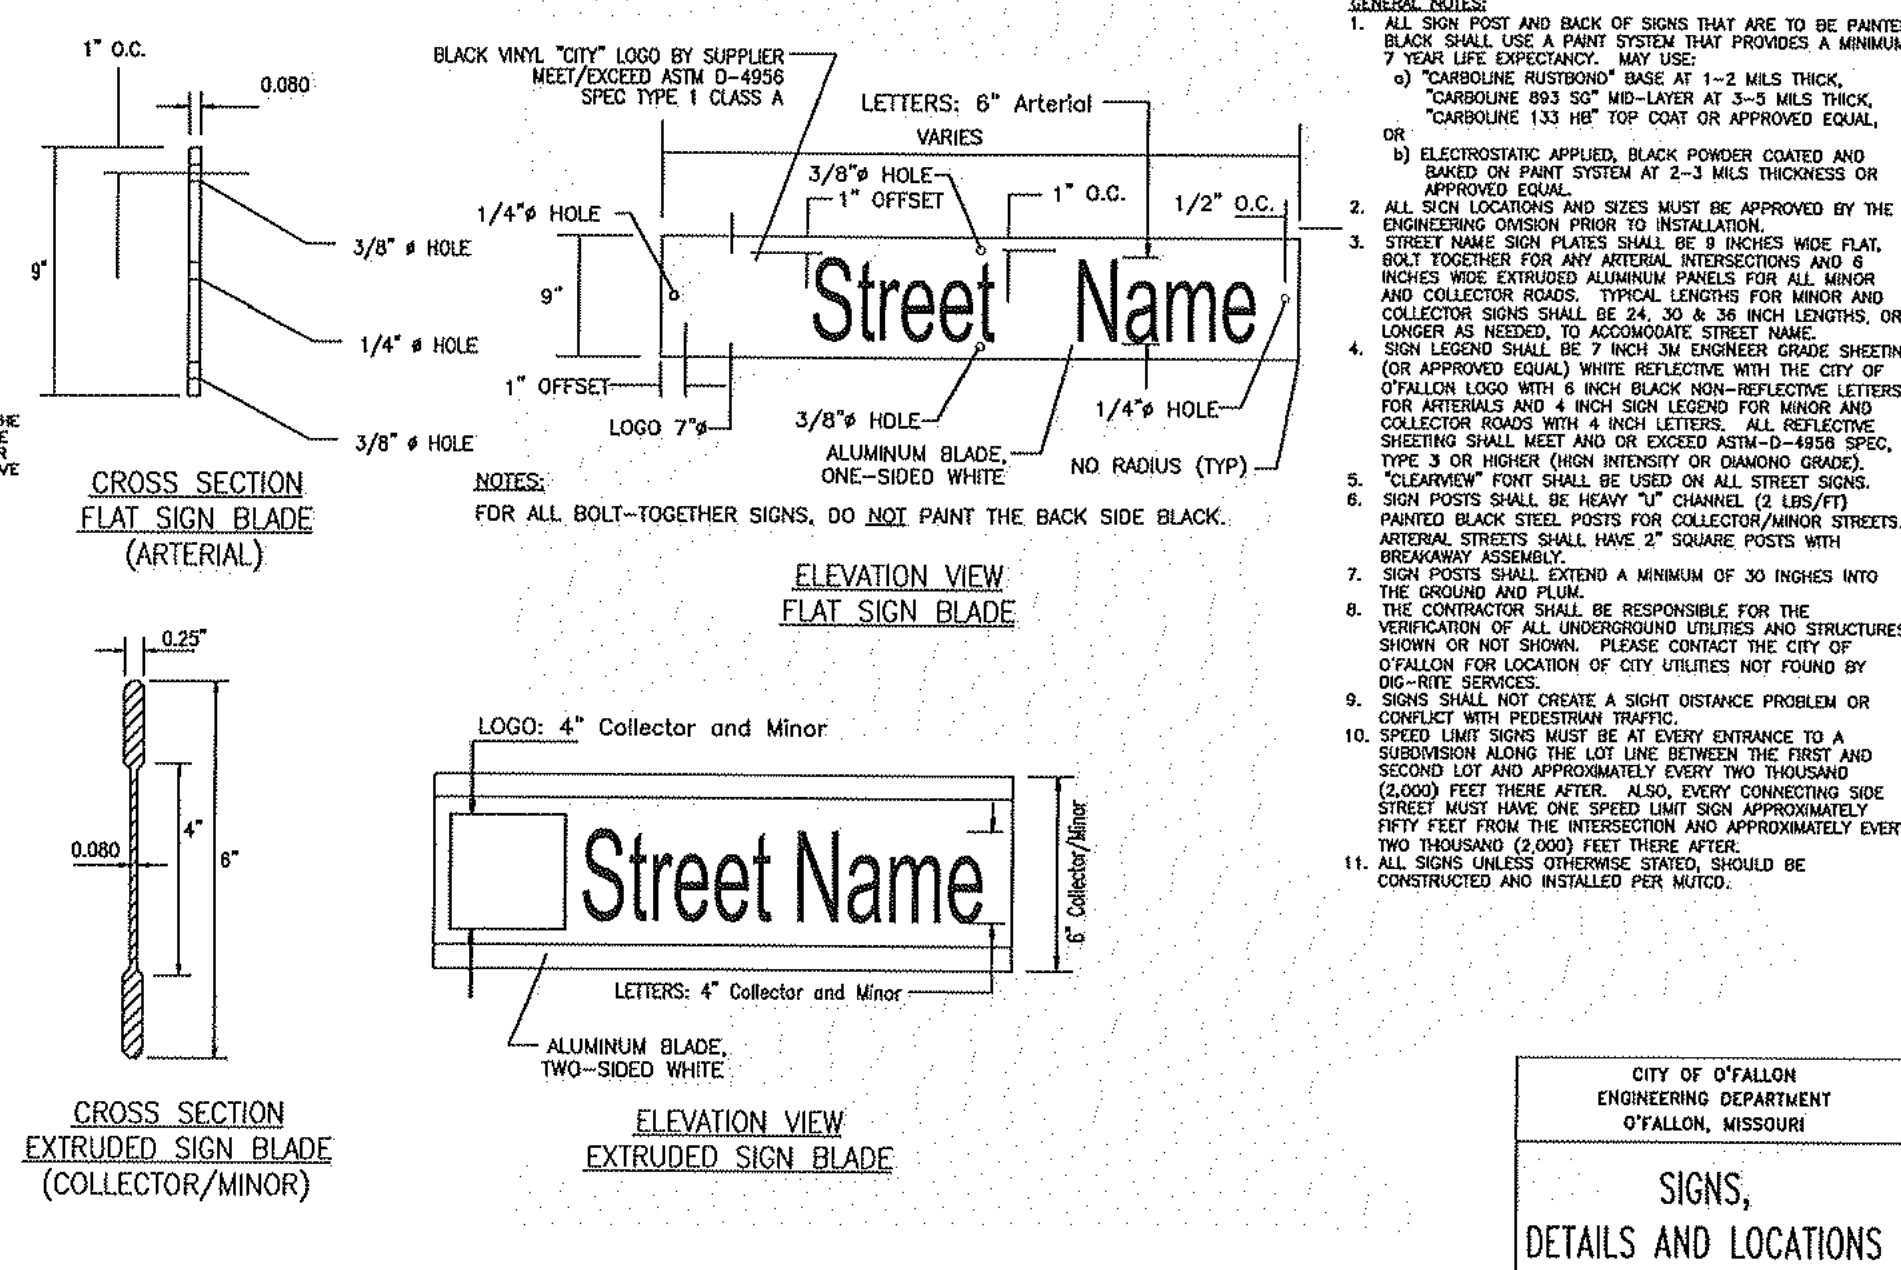 1" O.C.
0.080
9"
3/8" ø HOLE
1/4" ø HOLE
3/8" ø HOLE
CROSS SECTION
FLAT SIGN BLADE
(ARTERIAL)
BLACK VINYL "CITY" LOGO BY SUPPLIER
MEET/EXCEED ASTM D-4956
SPEC TYPE 1 CLASS A
LETTERS: 6" Arterial
VARIES
3/8"ø HOLE
1" OFFSET
1" O.C.
1/2" O.C.
1/4"ø HOLE
9"
Street Name
1" OFFSET
LOGO 7"ø
3/8"ø HOLE
1/4"ø HOLE
ALUMINUM BLADE,
ONE-SIDED WHITE
NO RADIUS (TYP)
NOTES:
FOR ALL BOLT-TOGETHER SIGNS, DO NOT PAINT THE BACK SIDE BLACK.
ELEVATION VIEW
FLAT SIGN BLADE
0.25"
0.080
4"
6"
CROSS SECTION
EXTRUDED SIGN BLADE
(COLLECTOR/MINOR)
LOGO: 4" Collector and Minor
Street Name
6" Collector/Minor
LETTERS: 4" Collector and Minor
ALUMINUM BLADE,
TWO-SIDED WHITE
ELEVATION VIEW
EXTRUDED SIGN BLADE
GENERAL NOTES:
1. ALL SIGN POST AND BACK OF SIGNS THAT ARE TO BE PAINTE
BLACK SHALL USE A PAINT SYSTEM THAT PROVIDES A MINIMUM
7 YEAR LIFE EXPECTANCY. MAY USE:
a) "CARBOLINE RUSTBOND" BASE AT 1-2 MILS THICK,
"CARBOLINE 893 SG" MID-LAYER AT 3-5 MILS THICK,
"CARBOLINE 133 HB" TOP COAT OR APPROVED EQUAL,
OR
b) ELECTROSTATIC APPLIED, BLACK POWDER COATED AND
BAKED ON PAINT SYSTEM AT 2-3 MILS THICKNESS OR
APPROVED EQUAL.
2. ALL SIGN LOCATIONS AND SIZES MUST BE APPROVED BY THE
ENGINEERING DIVISION PRIOR TO INSTALLATION.
3. STREET NAME SIGN PLATES SHALL BE 9 INCHES WIDE FLAT,
BOLT TOGETHER FOR ANY ARTERIAL INTERSECTIONS AND 6
INCHES WIDE EXTRUDED ALUMINUM PANELS FOR ALL MINOR
AND COLLECTOR ROADS. TYPICAL LENGTHS FOR MINOR AND
COLLECTOR SIGNS SHALL BE 24, 30 & 36 INCH LENGTHS, OR
LONGER AS NEEDED, TO ACCOMODATE STREET NAME.
4. SIGN LEGEND SHALL BE 7 INCH 3M ENGINEER GRADE SHEETIN
(OR APPROVED EQUAL) WHITE REFLECTIVE WITH THE CITY OF
O'FALLON LOGO WITH 6 INCH BLACK NON-REFLECTIVE LETTERS
FOR ARTERIALS AND 4 INCH SIGN LEGEND FOR MINOR AND
COLLECTOR ROADS WITH 4 INCH LETTERS. ALL REFLECTIVE
SHEETING SHALL MEET AND OR EXCEED ASTM-D-4956 SPEC,
TYPE 3 OR HIGHER (HIGN INTENSITY OR DIAMOND GRADE).
5. "CLEARVIEW" FONT SHALL BE USED ON ALL STREET SIGNS.
6. SIGN POSTS SHALL BE HEAVY "U" CHANNEL (2 LBS/FT)
PAINTED BLACK STEEL POSTS FOR COLLECTOR/MINOR STREETS.
ARTERIAL STREETS SHALL HAVE 2" SQUARE POSTS WITH
BREAKAWAY ASSEMBLY.
7. SIGN POSTS SHALL EXTEND A MINIMUM OF 30 INCHES INTO
THE GROUND AND PLUM.
8. THE CONTRACTOR SHALL BE RESPONSIBLE FOR THE
VERIFICATION OF ALL UNDERGROUND UTILITIES AND STRUCTURES
SHOWN OR NOT SHOWN. PLEASE CONTACT THE CITY OF
O'FALLON FOR LOCATION OF CITY UTILITIES NOT FOUND BY
DIG-RITE SERVICES.
9. SIGNS SHALL NOT CREATE A SIGHT DISTANCE PROBLEM OR
CONFLICT WITH PEDESTRIAN TRAFFIC.
10. SPEED LIMIT SIGNS MUST BE AT EVERY ENTRANCE TO A
SUBDIVISION ALONG THE LOT LINE BETWEEN THE FIRST AND
SECOND LOT AND APPROXIMATELY EVERY TWO THOUSAND
(2,000) FEET THERE AFTER. ALSO, EVERY CONNECTING SIDE
STREET MUST HAVE ONE SPEED LIMIT SIGN APPROXIMATELY
FIFTY FEET FROM THE INTERSECTION AND APPROXIMATELY EVER
TWO THOUSAND (2,000) FEET THERE AFTER.
11. ALL SIGNS UNLESS OTHERWISE STATED, SHOULD BE
CONSTRUCTED AND INSTALLED PER MUTCD.
CITY OF O'FALLON
ENGINEERING DEPARTMENT
O'FALLON, MISSOURI
SIGNS,
DETAILS AND LOCATIONS